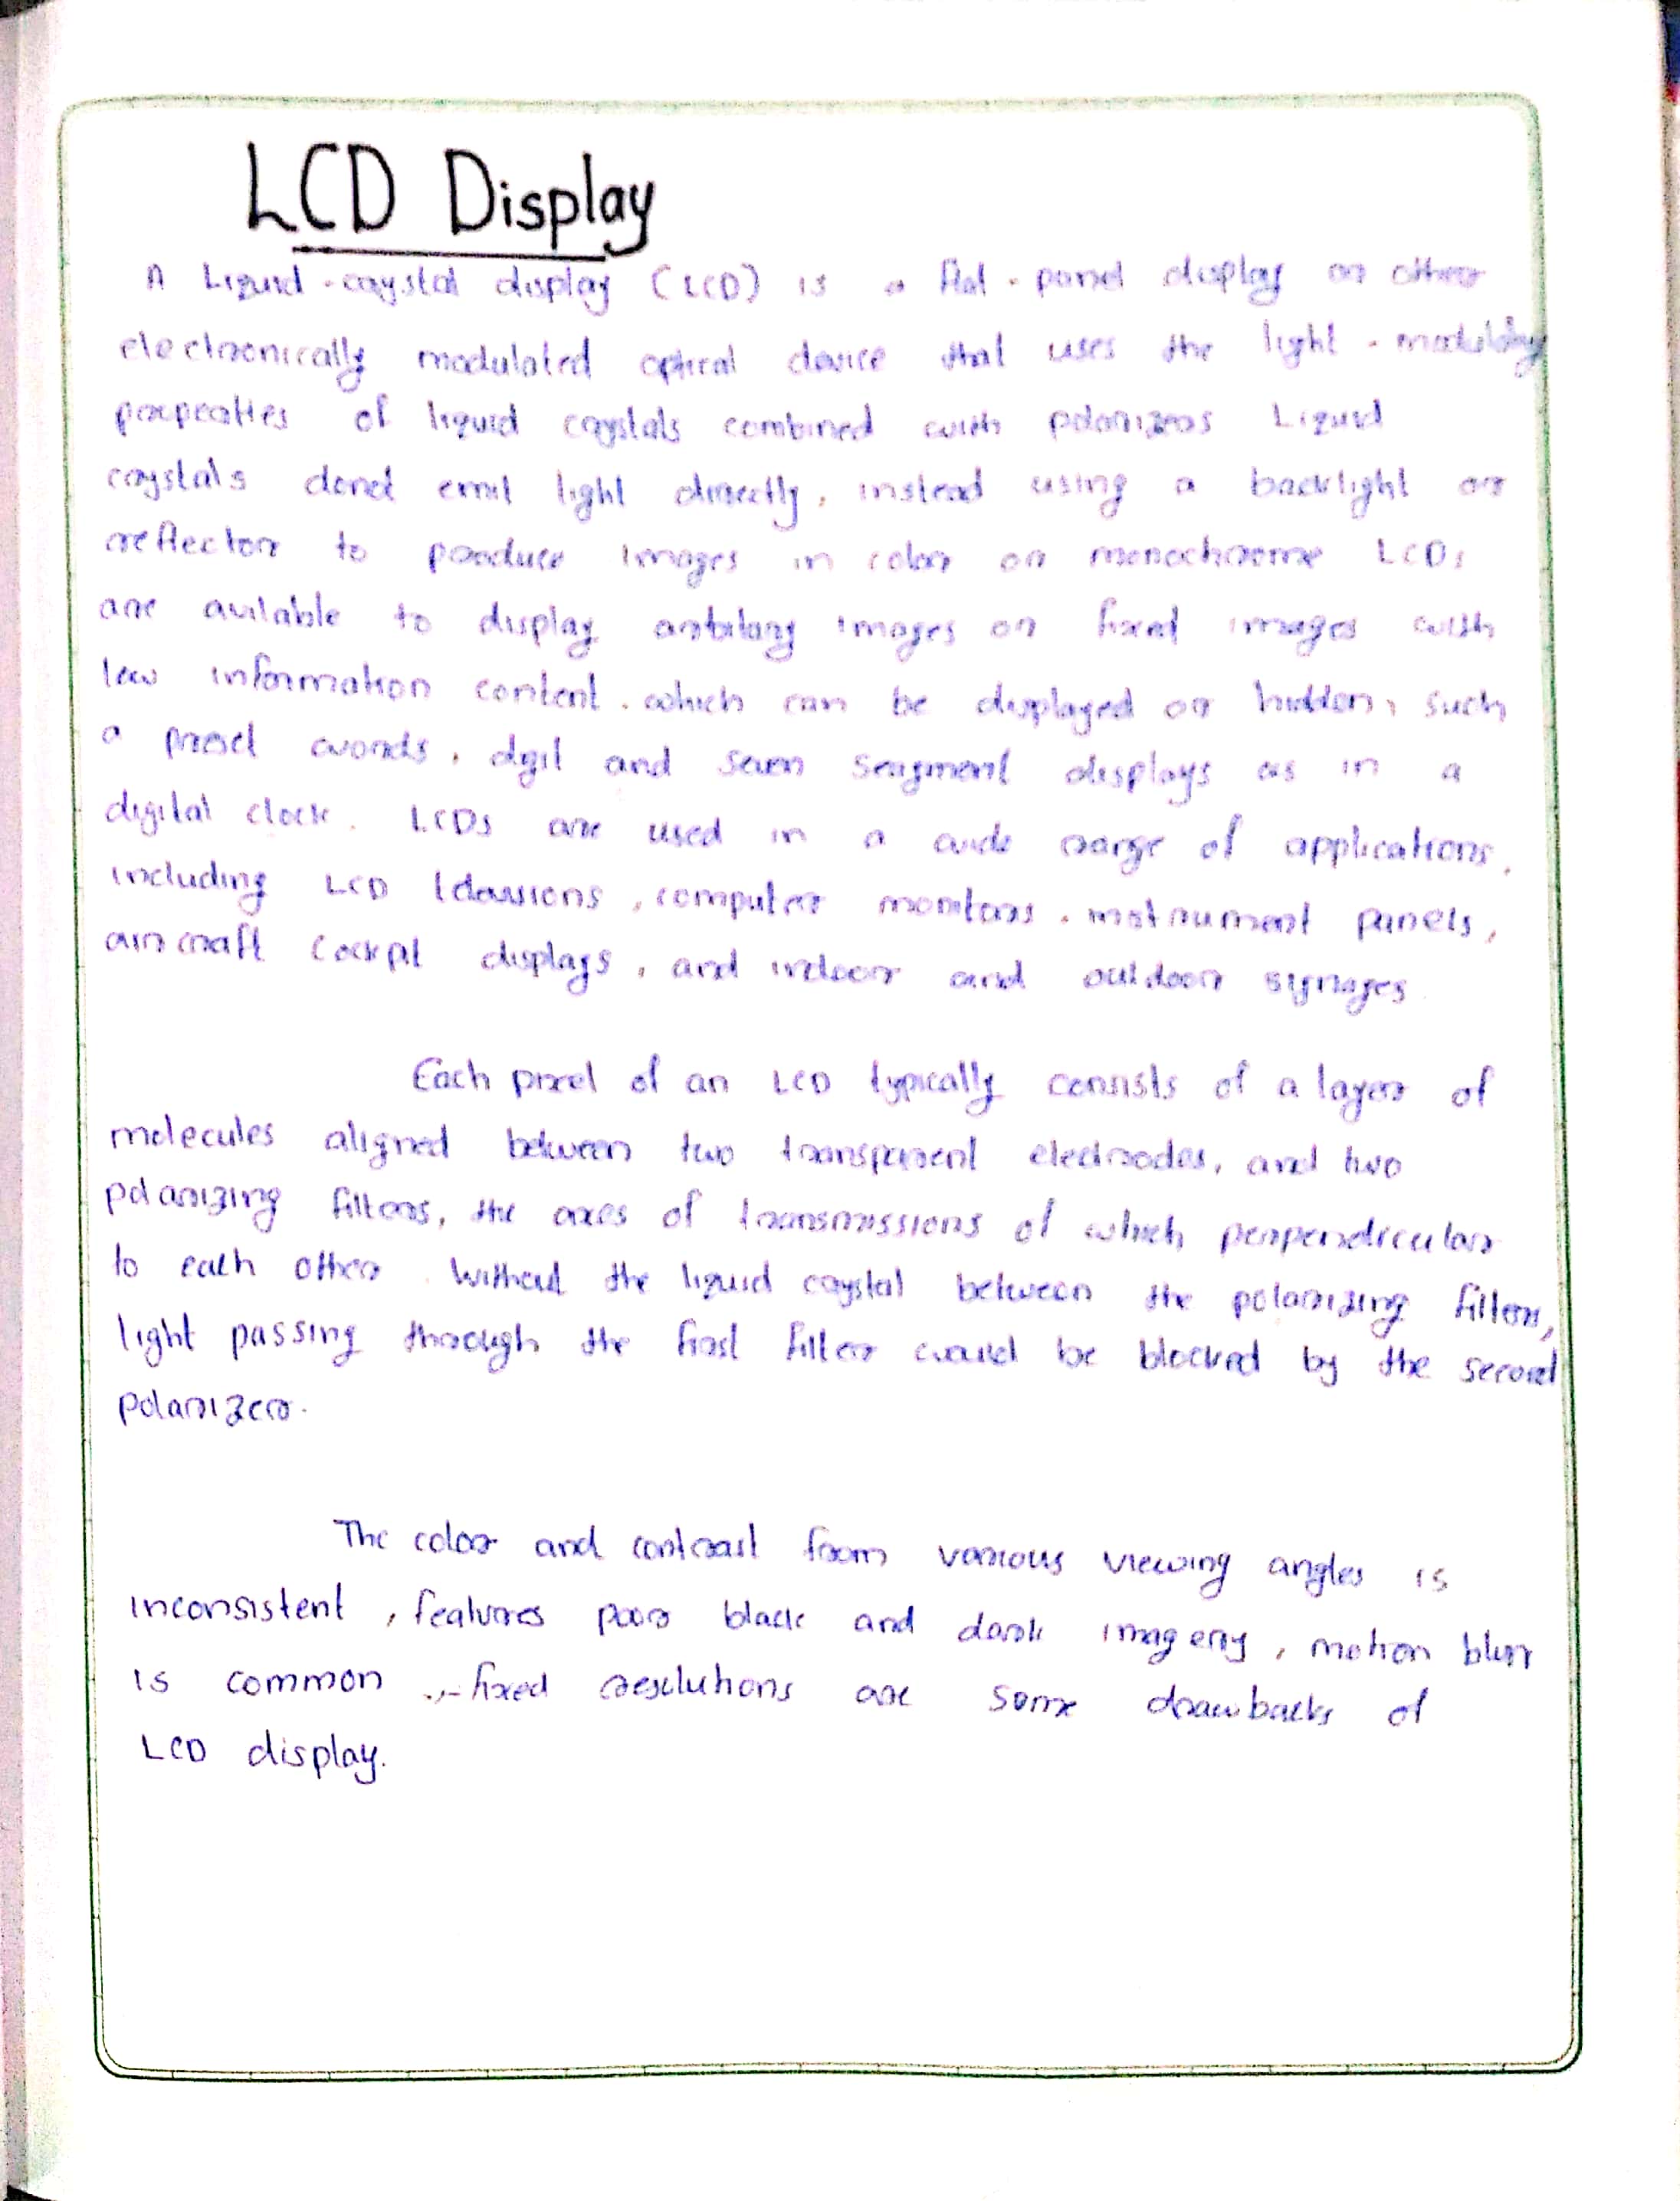 LCD Display
A Liquid-crystal display (LCD) is a flat-panel display or other
electronically modulated optical device that uses the light-modulating
properties of liquid crystals combined with polarizers Liquid
crystals donot emit light directly, instead using a backlight or
reflector to produce images in color or monochrome LCDs
are avilable to display images or fixed images with
low information content. which can be displayed or hidden, such
a words, digit and seven seagment displays as in a
digital clock. LCDs are used in a wide range of applications,
including LCD televisions, computer monitors, instrument panels,
aircraft cockpit displays, and indoor and outdoor signages
Each pixel of an LCD typically consists of a layer of
molecules aligned between two transparent electrodes, and two
polarizing filters, the axes of transmissions of which perpendicular
to each other. Without the liquid crystal between the polarizing filters,
light passing through the first filter would be blocked by the second
polarizer.
The color and contrast from various viewing angles is
inconsistent, features poor black and dark imagery, motion blur
is common, fixed resolutions are some drawbacks of
LCD display.